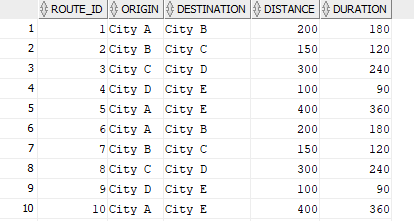 ROUTE_ID ORIGIN DESTINATION DISTANCE DURATION
1 1 City A City B 200 180
2 2 City B City C 150 120
3 3 City C City D 300 240
4 4 City D City E 100 90
5 5 City A City E 400 360
6 6 City A City B 200 180
7 7 City B City C 150 120
8 8 City C City D 300 240
9 9 City D City E 100 90
10 10 City A City E 400 360